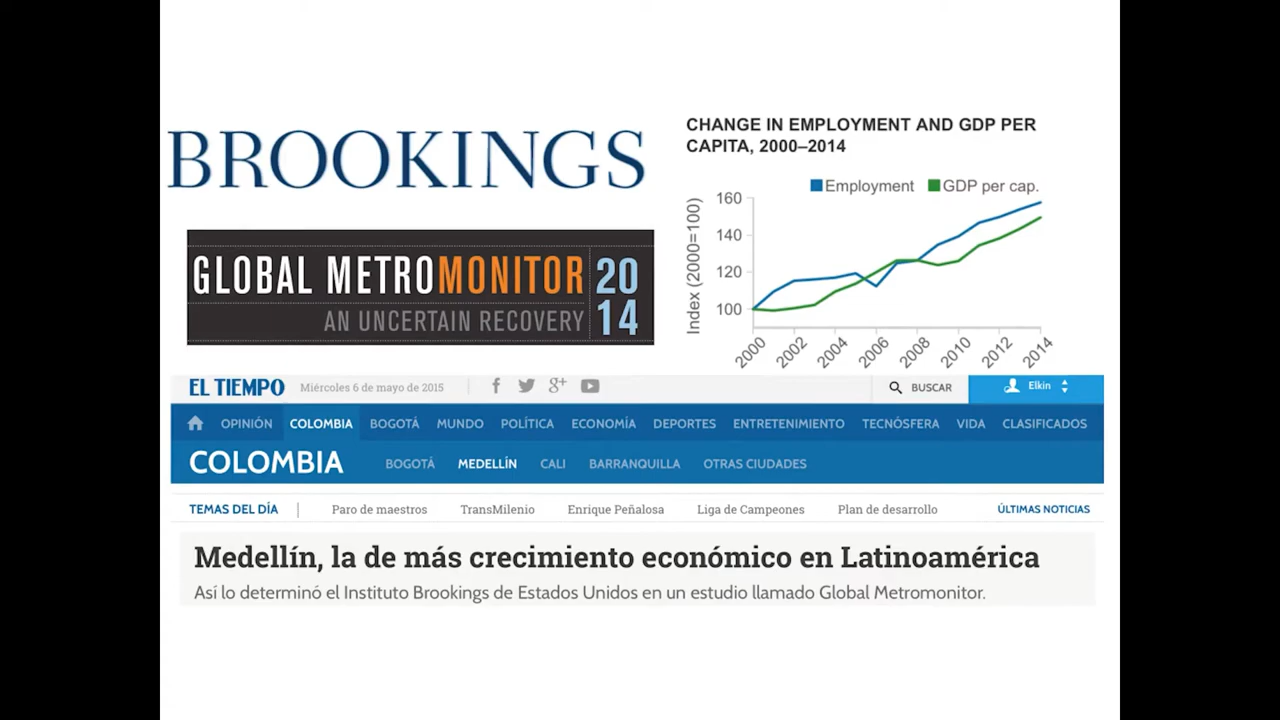 BROOKINGS
GLOBAL METROMONITOR 2014
AN UNCERTAIN RECOVERY
CHANGE IN EMPLOYMENT AND GDP PER
CAPITA, 2000–2014
Employment GDP per cap.
Index (2000=100)
160
140
120
100
2000 2002 2004 2006 2008 2010 2012 2014
EL TIEMPO Miércoles 6 de mayo de 2015 f g+ BUSCAR Elkin
OPINIÓN COLOMBIA BOGOTÁ MUNDO POLÍTICA ECONOMÍA DEPORTES ENTRETENIMIENTO TECNÓSFERA VIDA CLASIFICADOS
COLOMBIA BOGOTÁ MEDELLÍN CALI BARRANQUILLA OTRAS CIUDADES
TEMAS DEL DÍA | Paro de maestros TransMilenio Enrique Peñalosa Liga de Campeones Plan de desarrollo ÚLTIMAS NOTICIAS
Medellín, la de más crecimiento económico en Latinoamérica
Así lo determinó el Instituto Brookings de Estados Unidos en un estudio llamado Global Metromonitor.